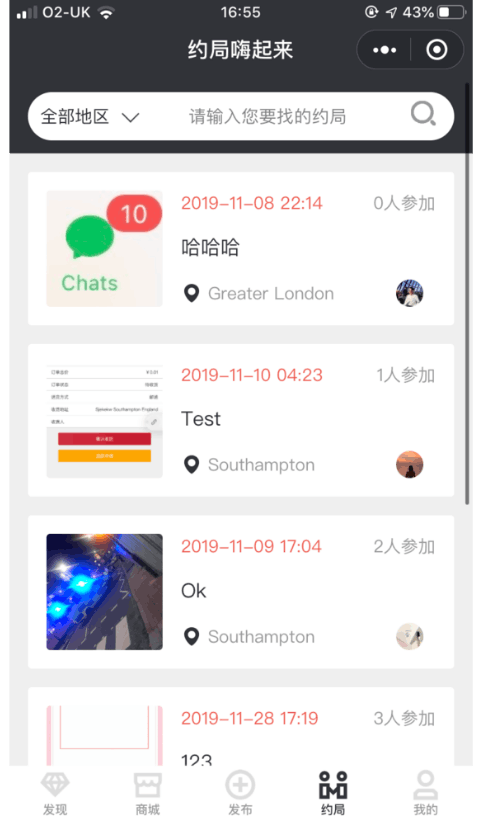 O2-UK 16:55 43%
约局嗨起来
全部地区 请输入您要找的约局
10
Chats
2019-11-08 22:14 0人参加
哈哈哈
Greater London
2019-11-10 04:23 1人参加
Test
Southampton
2019-11-09 17:04 2人参加
Ok
Southampton
2019-11-28 17:19 3人参加
123
发现 商城 发布 约局 我的